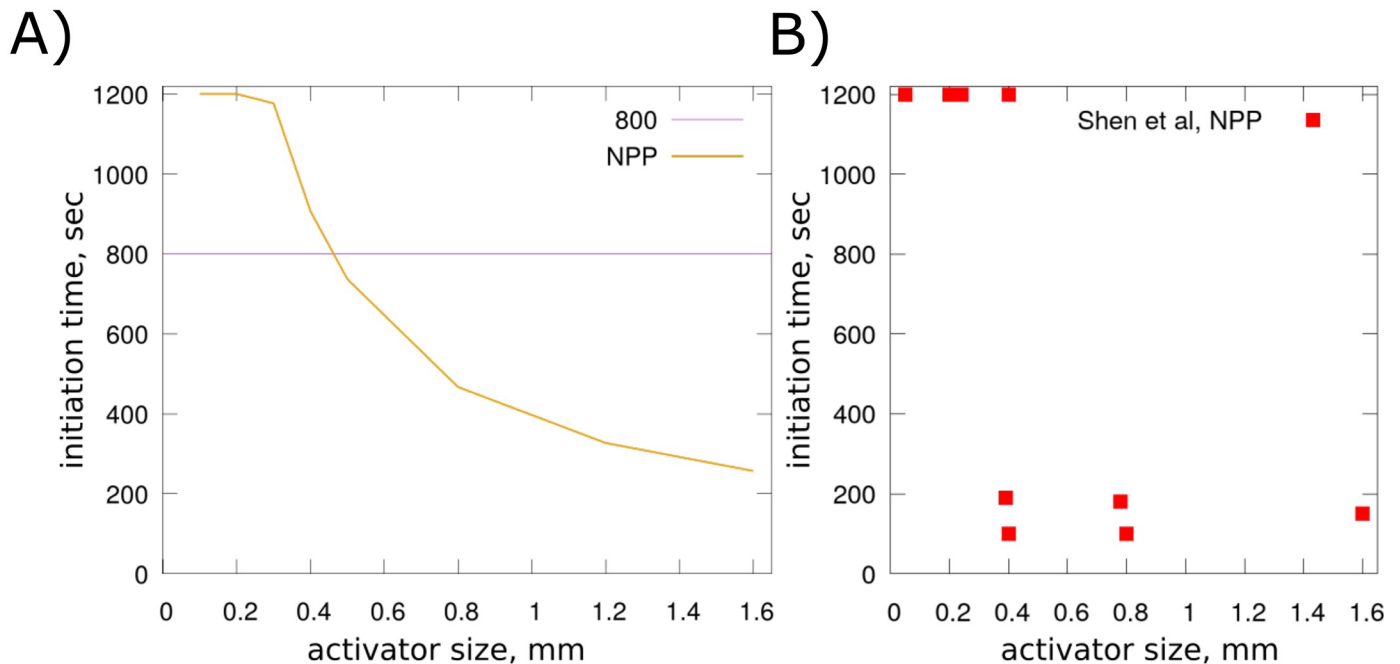 A)
B)
1200
1000
800
600
400
200
0
0 0.2 0.4 0.6 0.8 1 1.2 1.4 1.6
initiation time, sec
activator size, mm
800
NPP
1200
1000
800
600
400
200
0
0.2 0.4 0.6 0.8 1 1.2 1.4 1.6
initiation time, sec
activator size, mm
Shen et al, NPP